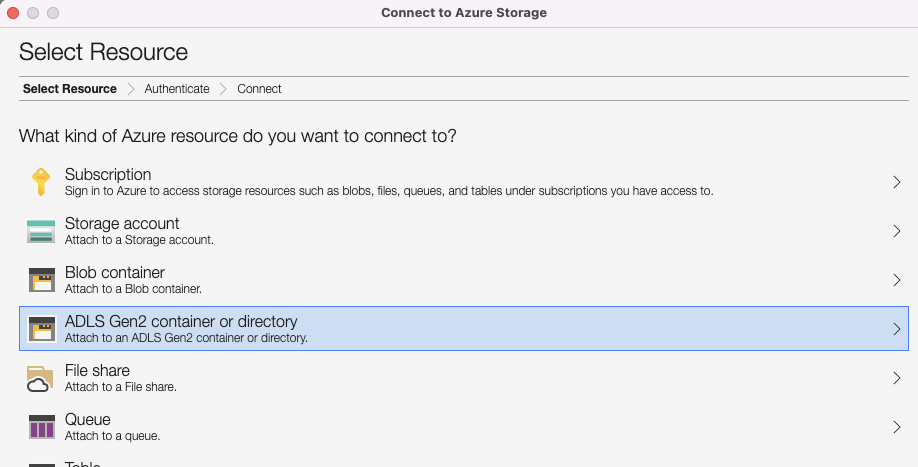 Connect to Azure Storage
Select Resource
Select Resource > Authenticate > Connect
What kind of Azure resource do you want to connect to?
Subscription
Sign in to Azure to access storage resources such as blobs, files, queues, and tables under subscriptions you have access to.
Storage account
Attach to a Storage account.
Blob container
Attach to a Blob container.
ADLS Gen2 container or directory
Attach to an ADLS Gen2 container or directory.
File share
Attach to a File share.
Queue
Attach to a queue.
Table